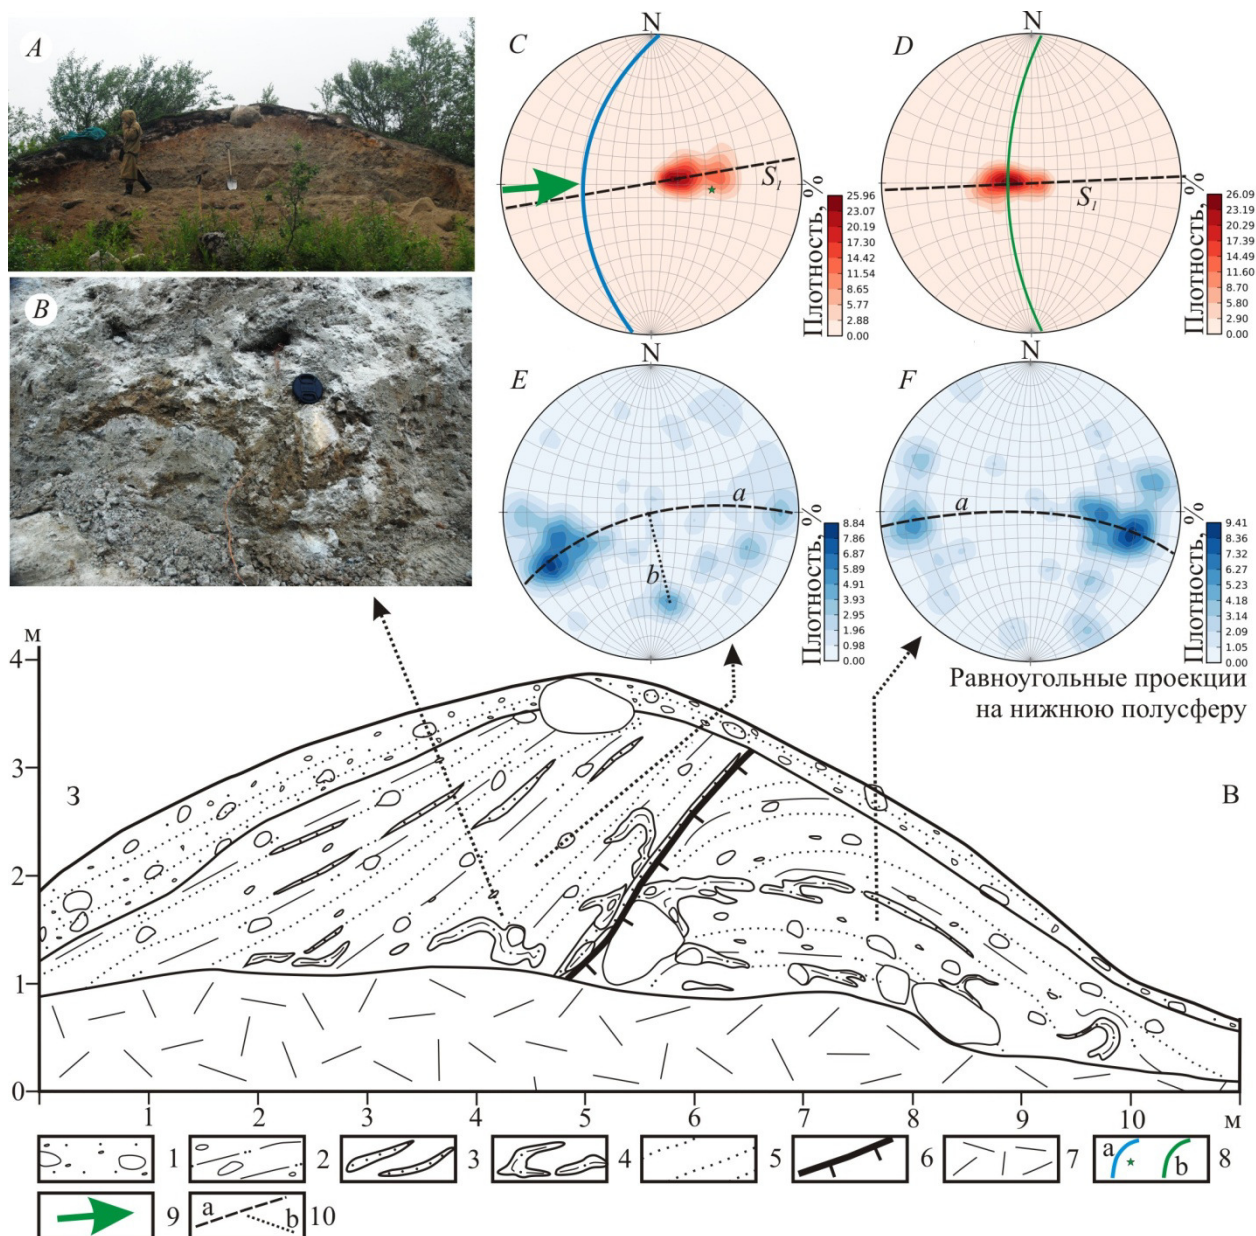 A
B
C
N
S1
Плотность, %
25.96
23.07
20.19
17.30
14.42
11.54
8.65
5.77
2.88
0.00
D
N
S1
Плотность, %
26.09
23.19
20.29
17.39
14.49
11.60
8.70
5.80
2.90
0.00
E
N
a
b
Плотность, %
8.84
7.86
6.87
5.89
4.91
3.93
2.95
1.96
0.98
0.00
F
N
a
Плотность, %
9.41
8.37
7.32
6.27
5.23
4.18
3.14
2.09
1.05
0.00
Равноугольные проекции
на нижнюю полусферу
м
4
3
2
1
0
З
В
1 2 3 4 5 6 7 8 9 10 м
1 2 3 4 5 6 7 a b 8
9 a b 10